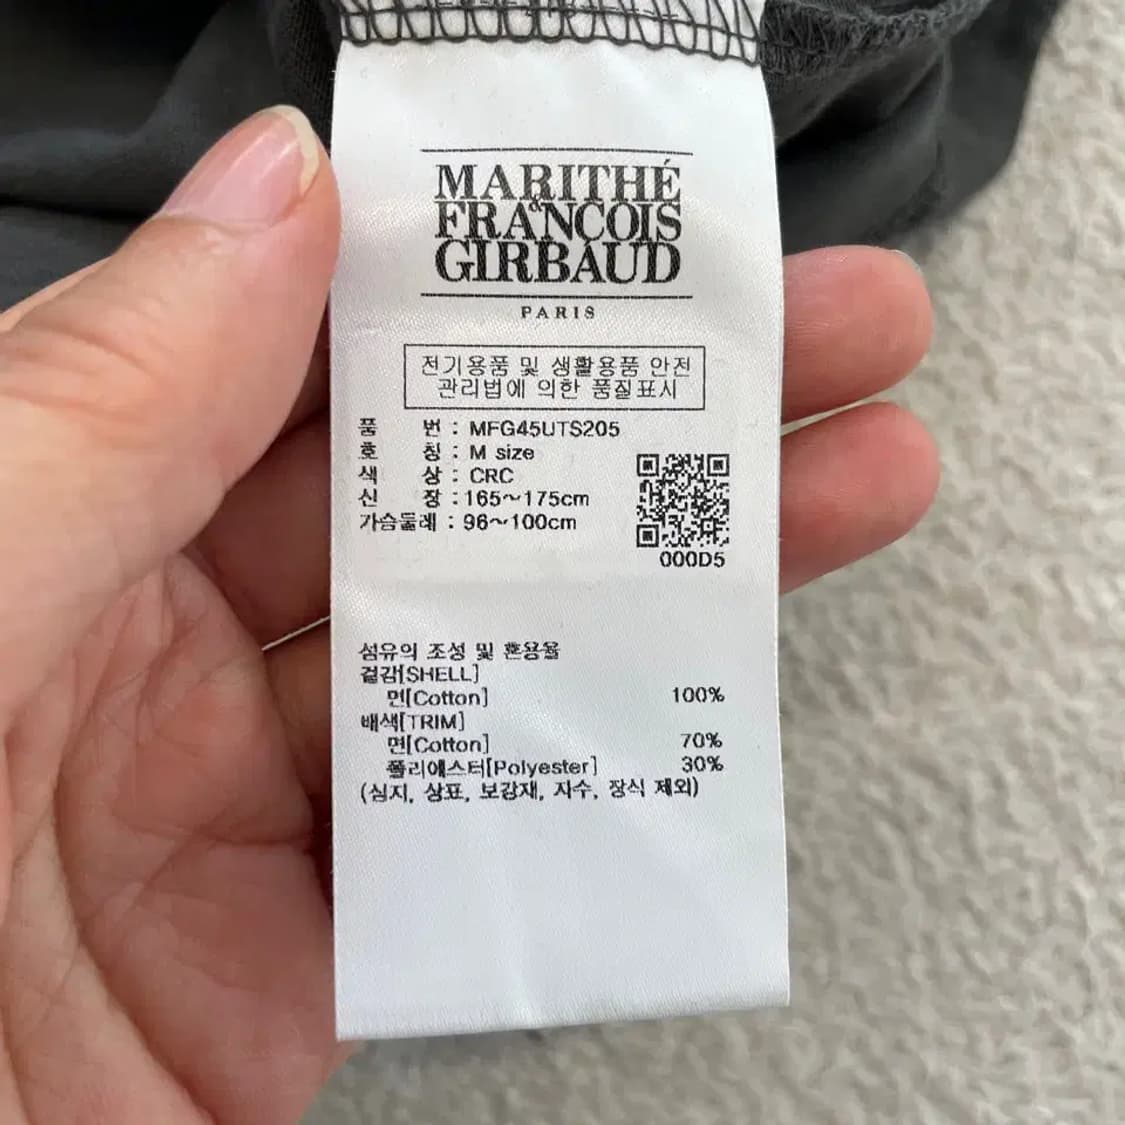 MARITHÉ
&
FRANÇOIS
GIRBAUD
PARIS
전기용품 및 생활용품 안전
관리법에 의한 품질표시
품 번 : MFG45UTS205
호 칭 : M size
색 상 : CRC
신 장 : 165~175cm
가슴둘레 : 96~100cm
000D5
섬유의 조성 및 혼용율
겉감[SHELL]
면[Cotton] 100%
배색[TRIM]
면[Cotton] 70%
폴리에스터[Polyester] 30%
(심지, 상표, 보강재, 자수, 장식 제외)